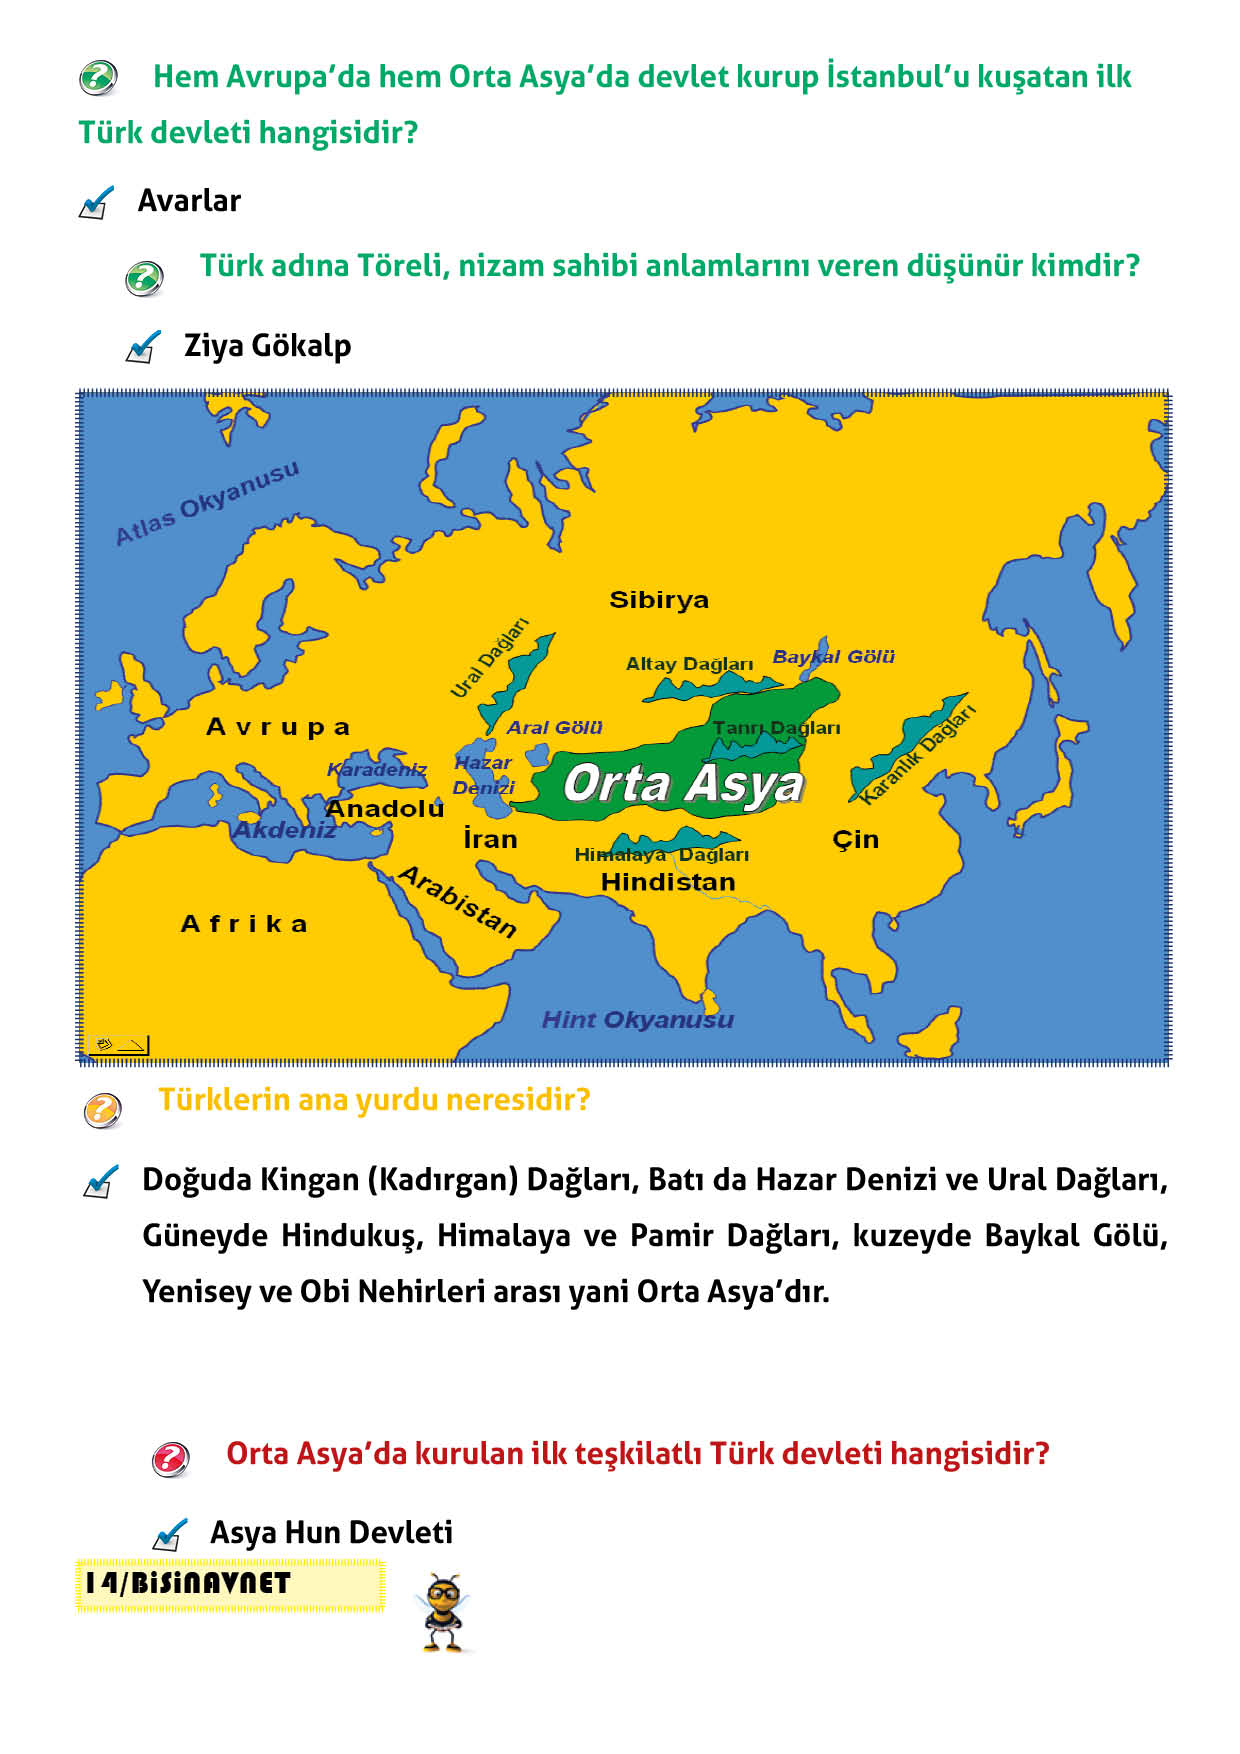 Hem Avrupa’da hem Orta Asya’da devlet kurup İstanbul’u kuşatan ilk
Türk devleti hangisidir?
Avarlar
Türk adına Töreli, nizam sahibi anlamlarını veren düşünür kimdir?
Ziya Gökalp
Atlas Okyanusu
Sibirya
Ural Dağları
Altay Dağları
Baykal Gölü
Avrupa
Aral Gölü
Tanrı Dağları
Karanlık Dağları
Karadeniz
Hazar
Denizi
Orta Asya
Anadolu
Akdeniz
İran
Çin
Himalaya Dağları
Hindistan
Arabistan
Afrika
Hint Okyanusu
Türklerin ana yurdu neresidir?
Doğuda Kingan (Kadırgan) Dağları, Batı da Hazar Denizi ve Ural Dağları,
Güneyde Hindukuş, Himalaya ve Pamir Dağları, kuzeyde Baykal Gölü,
Yenisey ve Obi Nehirleri arası yani Orta Asya’dır.
Orta Asya’da kurulan ilk teşkilatlı Türk devleti hangisidir?
Asya Hun Devleti
14/BiSiNAVNET